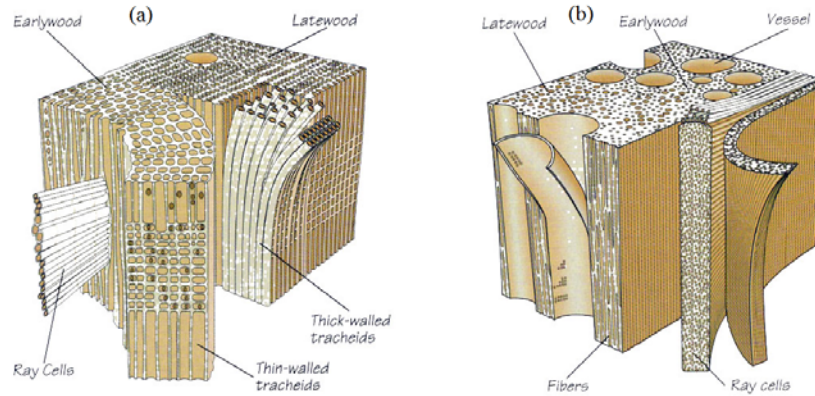 (a)
Earlywood
Latewood
Thick-walled
tracheids
Thin-walled
tracheids
Ray Cells
(b)
Latewood
Earlywood
Vessel
Fibers
Ray cells